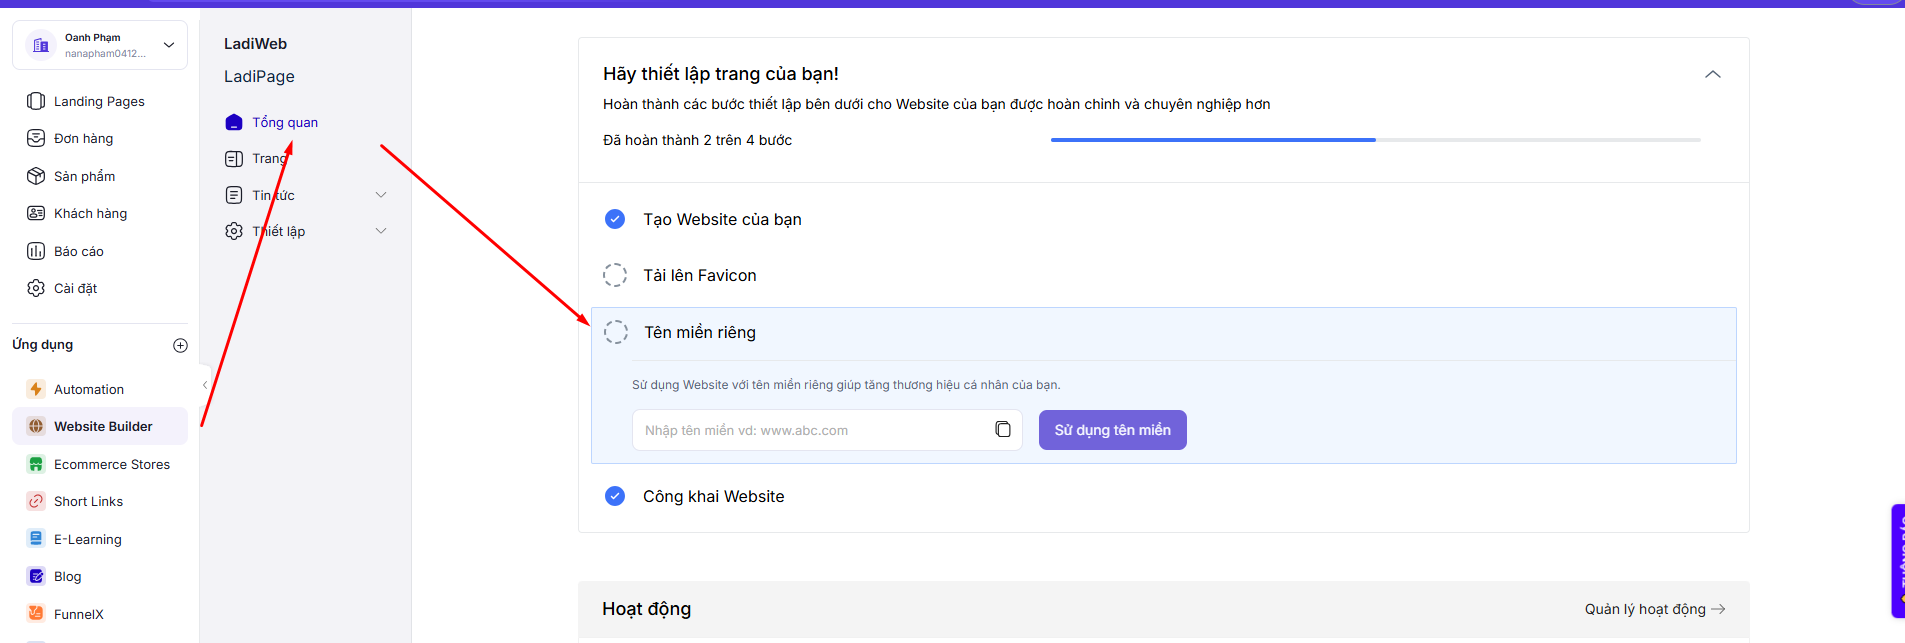 Oanh Phạm
nanapham0412...
Landing Pages
Đơn hàng
Sản phẩm
Khách hàng
Báo cáo
Cài đặt
Ứng dụng
Automation
Website Builder
Ecommerce Stores
Short Links
E-Learning
Blog
FunnelX
LadiWeb
LadiPage
Tổng quan
Trang
Tin tức
Thiết lập
Hãy thiết lập trang của bạn!
Hoàn thành các bước thiết lập bên dưới cho Website của bạn được hoàn chỉnh và chuyên nghiệp hơn
Đã hoàn thành 2 trên 4 bước
Tạo Website của bạn
Tải lên Favicon
Tên miền riêng
Sử dụng Website với tên miền riêng giúp tăng thương hiệu cá nhân của bạn.
Nhập tên miền vd: www.abc.com
Sử dụng tên miền
Công khai Website
Hoạt động
Quản lý hoạt động